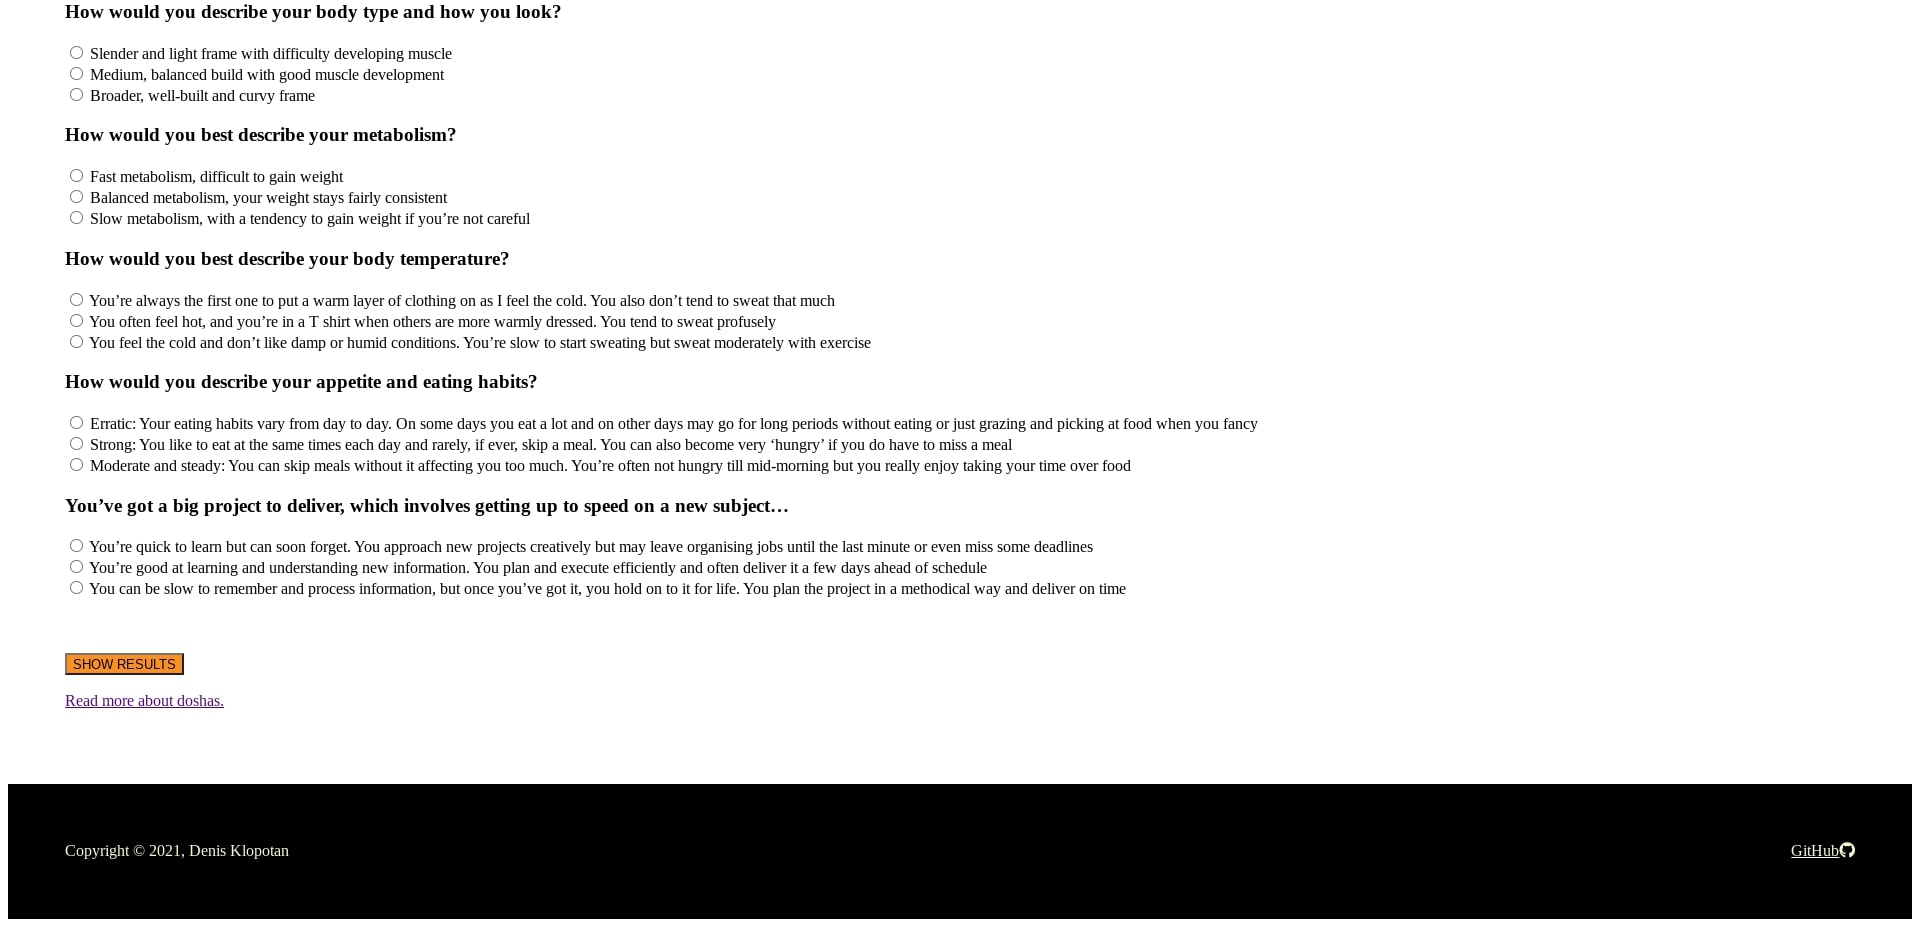 How would you describe your body type and how you look?
Slender and light frame with difficulty developing muscle
Medium, balanced build with good muscle development
Broader, well-built and curvy frame
How would you best describe your metabolism?
Fast metabolism, difficult to gain weight
Balanced metabolism, your weight stays fairly consistent
Slow metabolism, with a tendency to gain weight if you’re not careful
How would you best describe your body temperature?
You’re always the first one to put a warm layer of clothing on as I feel the cold. You also don’t tend to sweat that much
You often feel hot, and you’re in a T shirt when others are more warmly dressed. You tend to sweat profusely
You feel the cold and don’t like damp or humid conditions. You’re slow to start sweating but sweat moderately with exercise
How would you describe your appetite and eating habits?
Erratic: Your eating habits vary from day to day. On some days you eat a lot and on other days may go for long periods without eating or just grazing and picking at food when you fancy
Strong: You like to eat at the same times each day and rarely, if ever, skip a meal. You can also become very ‘hungry’ if you do have to miss a meal
Moderate and steady: You can skip meals without it affecting you too much. You’re often not hungry till mid-morning but you really enjoy taking your time over food
You’ve got a big project to deliver, which involves getting up to speed on a new subject…
You’re quick to learn but can soon forget. You approach new projects creatively but may leave organising jobs until the last minute or even miss some deadlines
You’re good at learning and understanding new information. You plan and execute efficiently and often deliver it a few days ahead of schedule
You can be slow to remember and process information, but once you’ve got it, you hold on to it for life. You plan the project in a methodical way and deliver on time
SHOW RESULTS
Read more about doshas.
Copyright © 2021, Denis Klopotan
GitHub